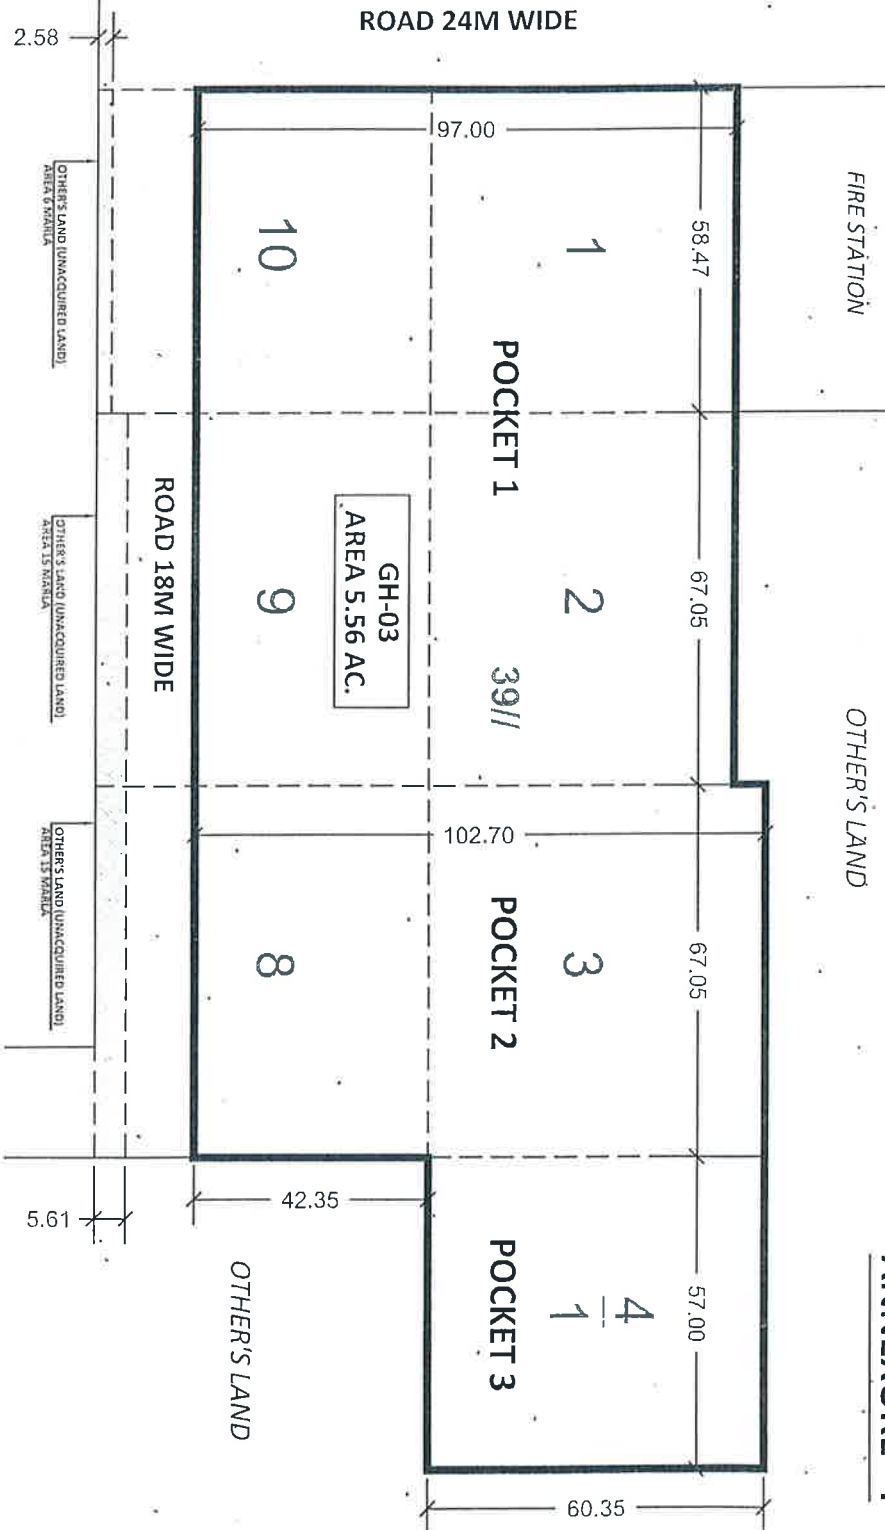 ROAD 24M WIDE
2.58
97.00
58.47
FIRE STATION
10
1
POCKET 1
OTHER'S LAND (UNACQUIRED LAND)
AREA 6 MARLA
67.05
2
39//
9
GH-03
AREA 5.56 AC.
ROAD 18M WIDE
OTHER'S LAND (UNACQUIRED LAND)
AREA 15 MARLA
OTHER'S LAND
102.70
67.05
3
POCKET 2
8
OTHER'S LAND (UNACQUIRED LAND)
AREA 15 MARLA
42.35
5.61
57.00
4
1
POCKET 3
OTHER'S LAND
60.35